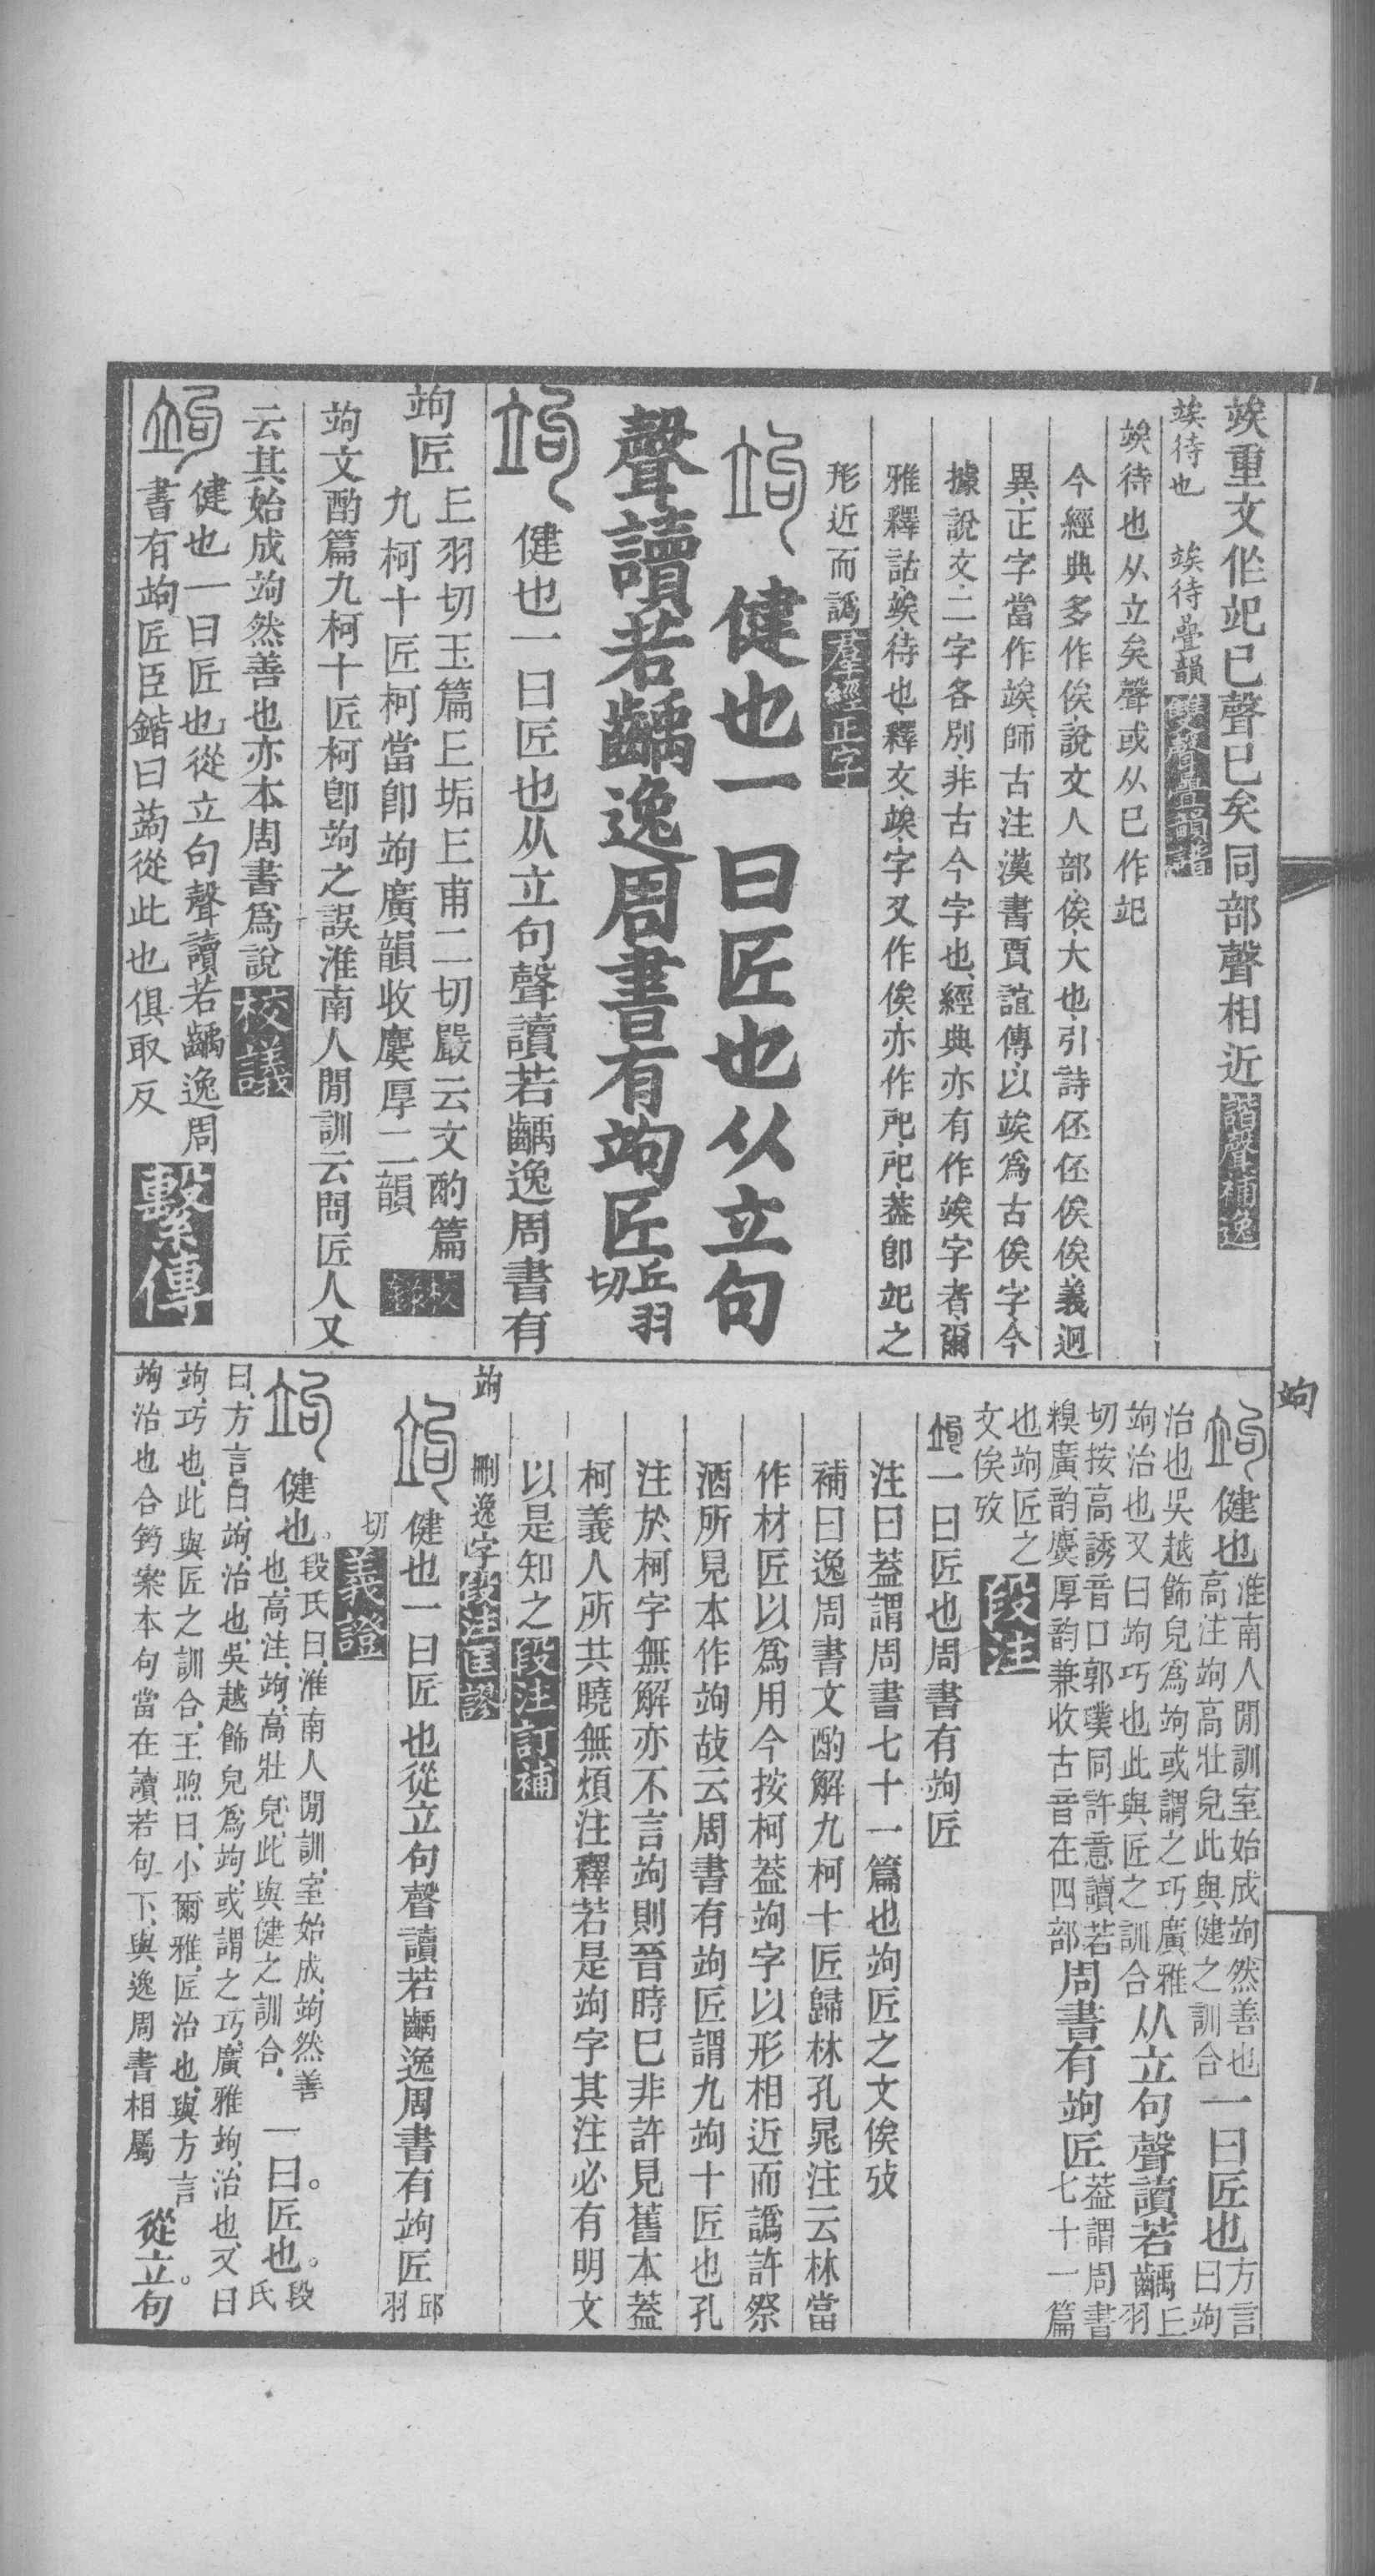 竢重文作竢巳聲巳矣同部聲相近諧聲補逸
竢待也　竢待疊韻雙聲疊韻譜
竢待也从立矣聲或从巳作竢
今經典多作俟說文人部俟大也引詩伾伾俟俟義迥
異正字當作竢師古注漢書賈誼傳以竢爲古俟字今
據說文二字各別非古今字也經典亦有作竢字者爾
雅釋詁竢待也釋文竢字又作俟亦作𥏳𥏳葢卽竢之
形近而譌羣經正字
竘健也一曰匠也从立句
聲讀若齲逸周書有竘匠丘羽切
竘健也一曰匠也从立句聲讀若齲逸周書有
竘匠
丘羽切玉篇丘垢丘甫二切嚴云文酌篇
九柯十匠柯當卽竘廣韻收麌厚二韻校錄
竘文酌篇九柯十匠柯卽竘之誤淮南人閒訓云問匠人又
云其始成竘然善也亦本周書爲說校議
竘健也一曰匠也從立句聲讀若齲逸周
書有竘匠臣鍇曰竘從此也俱取反繫傳
竘
竘健也
淮南人閒訓室始成竘然善也
高注竘高壯皃此與健之訓合
一曰匠也
方言曰竘
治也吳越飾皃爲竘或謂之巧廣雅
竘治也又曰竘巧也此與匠之訓合
从立句聲讀若齲
丘羽
切按高誘音口郭璞同許意讀若
糗廣韵麌厚韵兼收古音在四部
周書有竘匠
葢謂周書
七十一篇
也竘匠之
文俟攷
段注
竘一曰匠也周書有竘匠
注曰葢謂周書七十一篇也竘匠之文俟攷
補曰逸周書文酌解九柯十匠歸林孔晁注云林當
作材匠以爲用今按柯葢竘字以形相近而譌許祭
酒所見本作竘故云周書有竘匠謂九竘十匠也孔
注於柯字無解亦不言竘則晉時巳非許見舊本葢
柯義人所共曉無煩注釋若是竘字其注必有明文
以是知之段注訂補
竘
刪逸字段注匡謬
竘健也一曰匠也從立句聲讀若齲逸周書有竘匠
邱羽
切義證
竘健也。
段氏曰、淮南人閒訓、室始成、竘然善
也、高注、竘、高壯皃、此與健之訓合、
一曰。匠也。
段氏
曰、方言曰、竘、治也、吳越飾皃爲竘、或謂之巧、廣雅竘、治也、又曰
竘、巧也、此與匠之訓合、王煦曰、小爾雅、匠治也、與方言
竘治也合筠案本句當在讀若句下、與逸周書相屬
從立。句